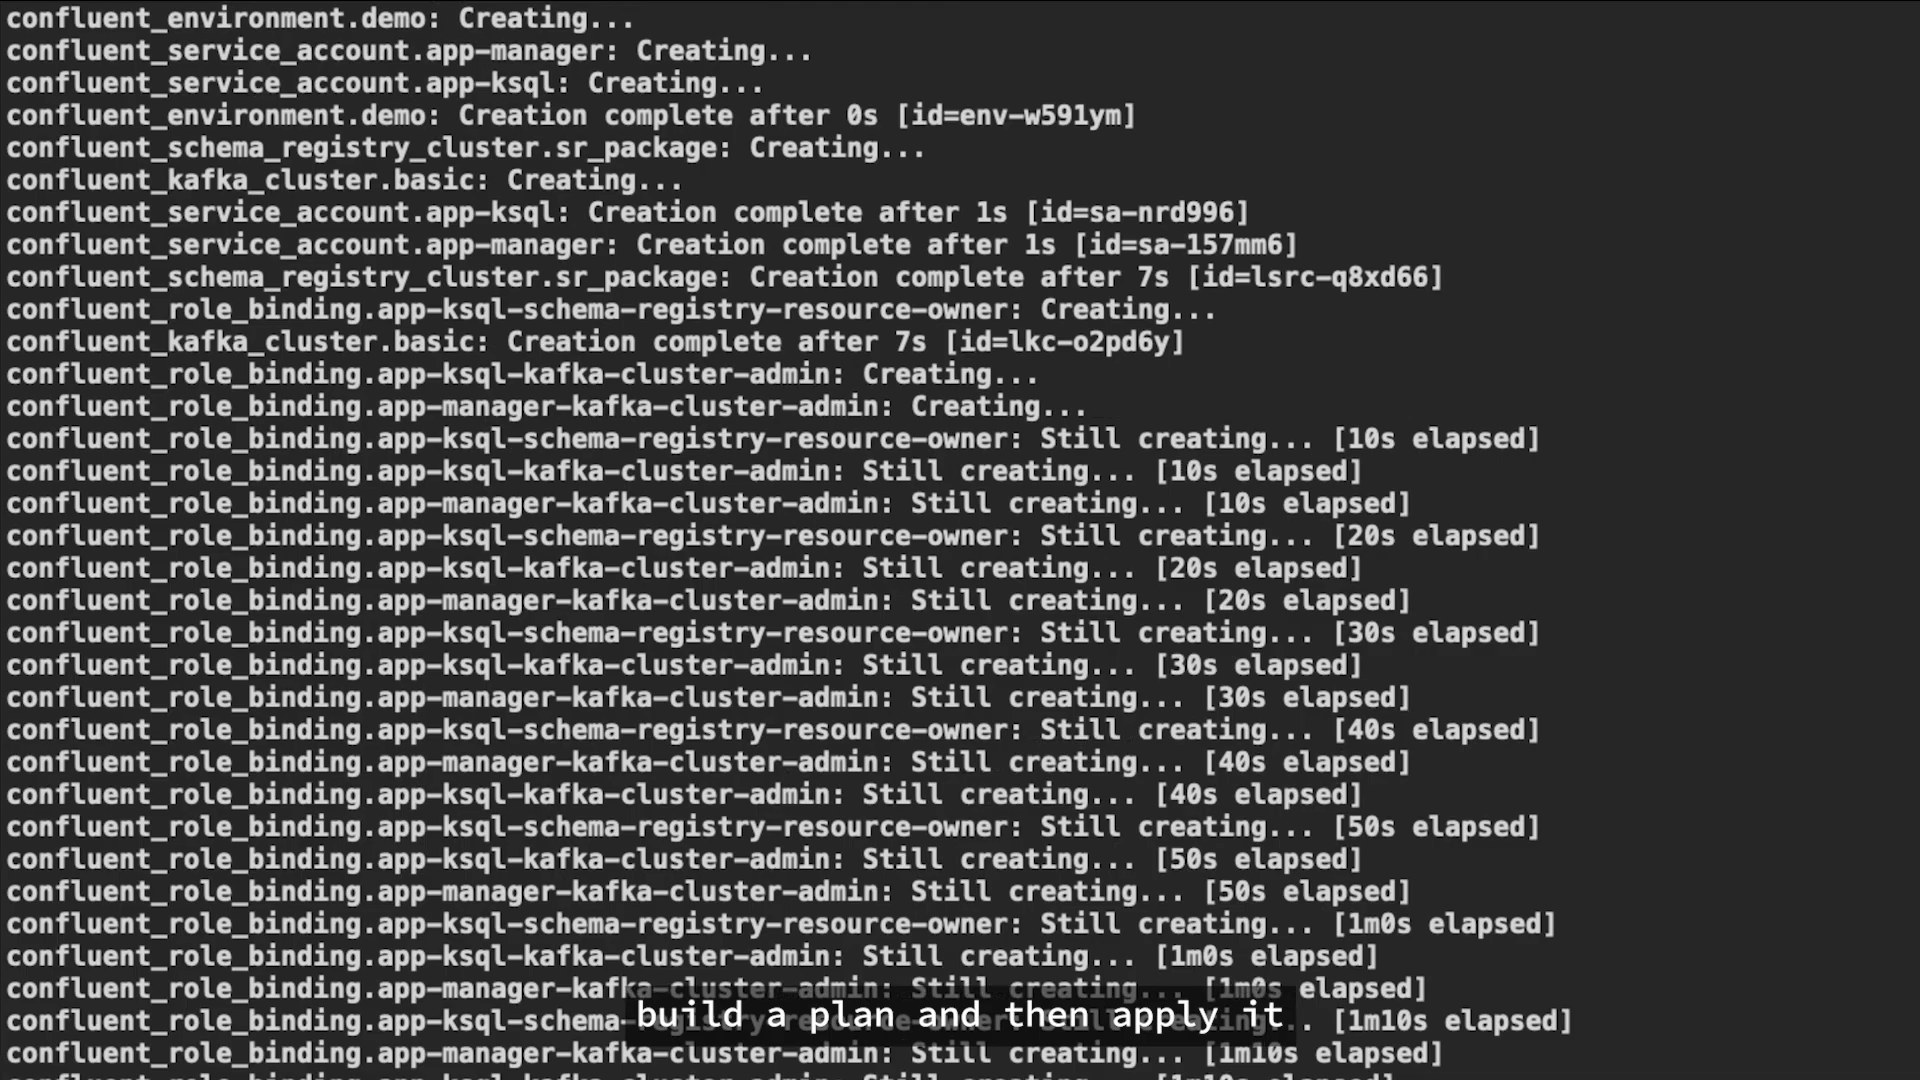 confluent_environment.demo: Creating...
confluent_service_account.app-manager: Creating...
confluent_service_account.app-ksql: Creating...
confluent_environment.demo: Creation complete after 0s [id=env-w591ym]
confluent_schema_registry_cluster.sr_package: Creating...
confluent_kafka_cluster.basic: Creating...
confluent_service_account.app-ksql: Creation complete after 1s [id=sa-nrd996]
confluent_service_account.app-manager: Creation complete after 1s [id=sa-157mm6]
confluent_schema_registry_cluster.sr_package: Creation complete after 7s [id=lsrc-q8xd66]
confluent_role_binding.app-ksql-schema-registry-resource-owner: Creating...
confluent_kafka_cluster.basic: Creation complete after 7s [id=lkc-o2pd6y]
confluent_role_binding.app-ksql-kafka-cluster-admin: Creating...
confluent_role_binding.app-manager-kafka-cluster-admin: Creating...
confluent_role_binding.app-ksql-schema-registry-resource-owner: Still creating... [10s elapsed]
confluent_role_binding.app-ksql-kafka-cluster-admin: Still creating... [10s elapsed]
confluent_role_binding.app-manager-kafka-cluster-admin: Still creating... [10s elapsed]
confluent_role_binding.app-ksql-schema-registry-resource-owner: Still creating... [20s elapsed]
confluent_role_binding.app-ksql-kafka-cluster-admin: Still creating... [20s elapsed]
confluent_role_binding.app-manager-kafka-cluster-admin: Still creating... [20s elapsed]
confluent_role_binding.app-ksql-schema-registry-resource-owner: Still creating... [30s elapsed]
confluent_role_binding.app-ksql-kafka-cluster-admin: Still creating... [30s elapsed]
confluent_role_binding.app-manager-kafka-cluster-admin: Still creating... [30s elapsed]
confluent_role_binding.app-ksql-schema-registry-resource-owner: Still creating... [40s elapsed]
confluent_role_binding.app-manager-kafka-cluster-admin: Still creating... [40s elapsed]
confluent_role_binding.app-ksql-kafka-cluster-admin: Still creating... [40s elapsed]
confluent_role_binding.app-ksql-schema-registry-resource-owner: Still creating... [50s elapsed]
confluent_role_binding.app-ksql-kafka-cluster-admin: Still creating... [50s elapsed]
confluent_role_binding.app-manager-kafka-cluster-admin: Still creating... [50s elapsed]
confluent_role_binding.app-ksql-schema-registry-resource-owner: Still creating... [1m0s elapsed]
confluent_role_binding.app-ksql-kafka-cluster-admin: Still creating... [1m0s elapsed]
confluent_role_binding.app-manager-kafka-cluster-admin: Still creating... [1m0s elapsed]
build a plan and then apply it
confluent_role_binding.app-ksql-schema- [1m10s elapsed]
confluent_role_binding.app-manager-kafka-cluster-admin: Still creating... [1m10s elapsed]